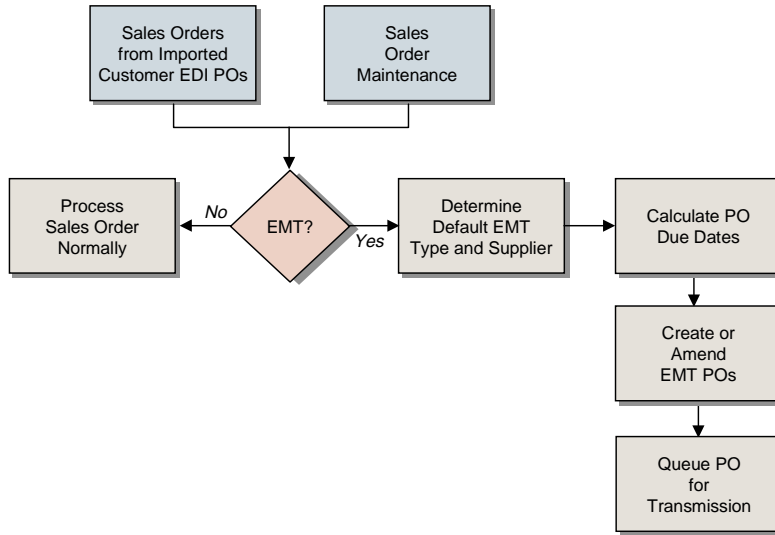 Sales Orders
from Imported
Customer EDI POs
Sales
Order
Maintenance
Process
Sales Order
Normally
No
EMT?
Yes
Determine
Default EMT
Type and Supplier
Calculate PO
Due Dates
Create or
Amend
EMT POs
Queue PO
for
Transmission